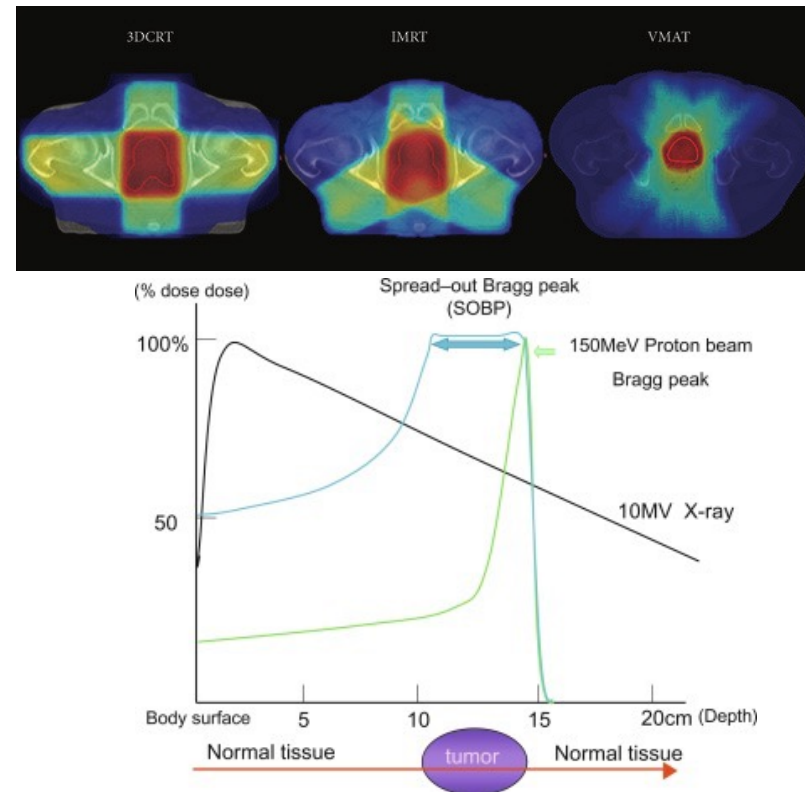 3DCRT IMRT VMAT
(% dose dose)
Spread–out Bragg peak
(SOBP)
100%
150MeV Proton beam
Bragg peak
50
10MV X-ray
Body surface 5 10 15 20cm (Depth)
Normal tissue tumor Normal tissue